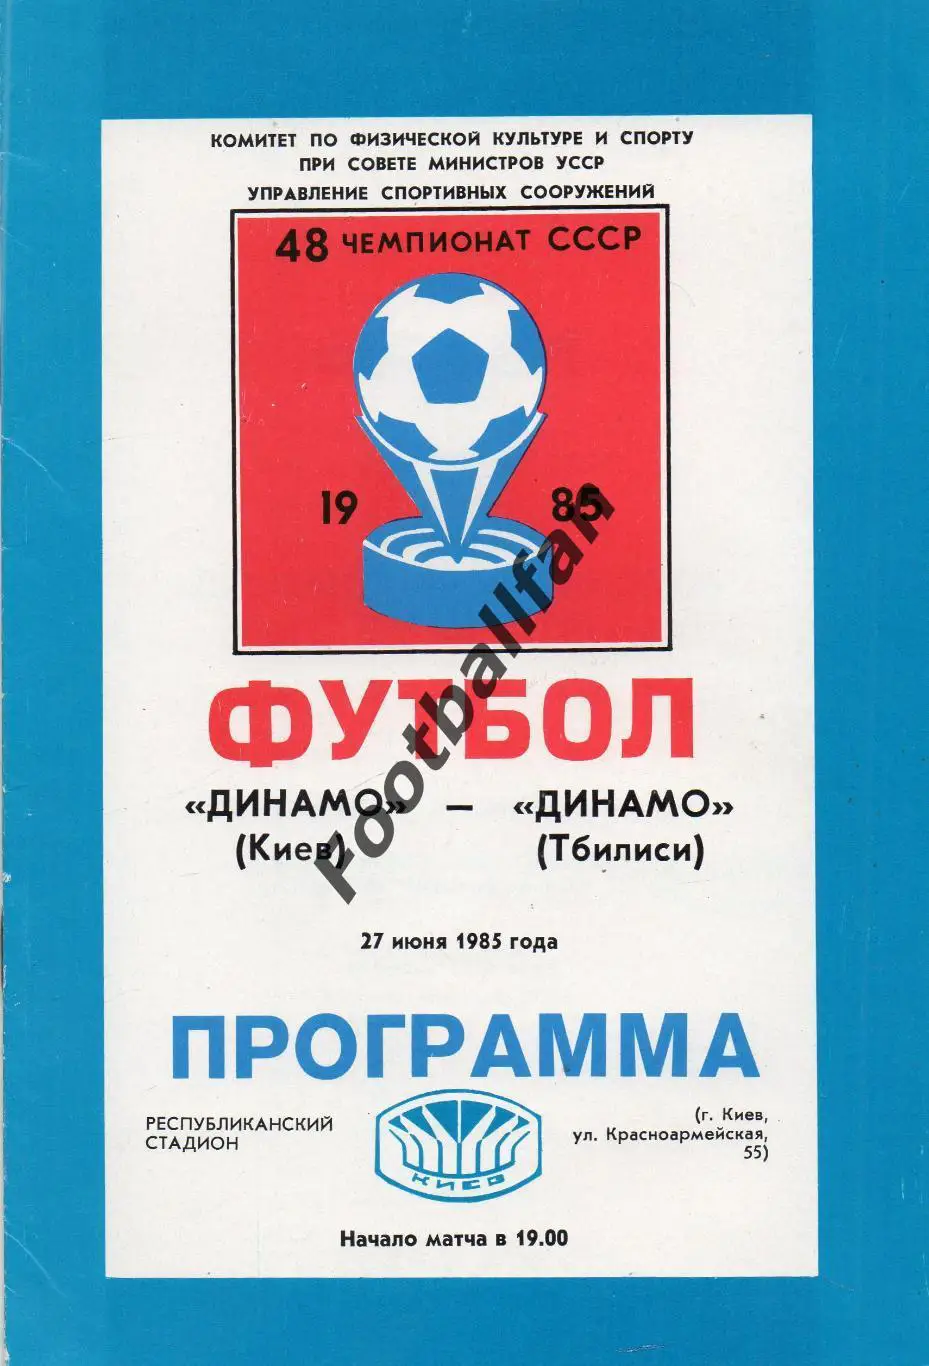 КОМИТЕТ ПО ФИЗИЧЕСКОЙ КУЛЬТУРЕ И СПОРТУ
ПРИ СОВЕТЕ МИНИСТРОВ УССР
УПРАВЛЕНИЕ СПОРТИВНЫХ СООРУЖЕНИЙ
48 ЧЕМПИОНАТ СССР
19 85
ФУТБОЛ
«ДИНАМО» — «ДИНАМО»
(Киев) (Тбилиси)
27 июня 1985 года
ПРОГРАММА
РЕСПУБЛИКАНСКИЙ
СТАДИОН
КИЕВ
(г. Киев,
ул. Красноармейская,
55)
Начало матча в 19.00
Footballfan